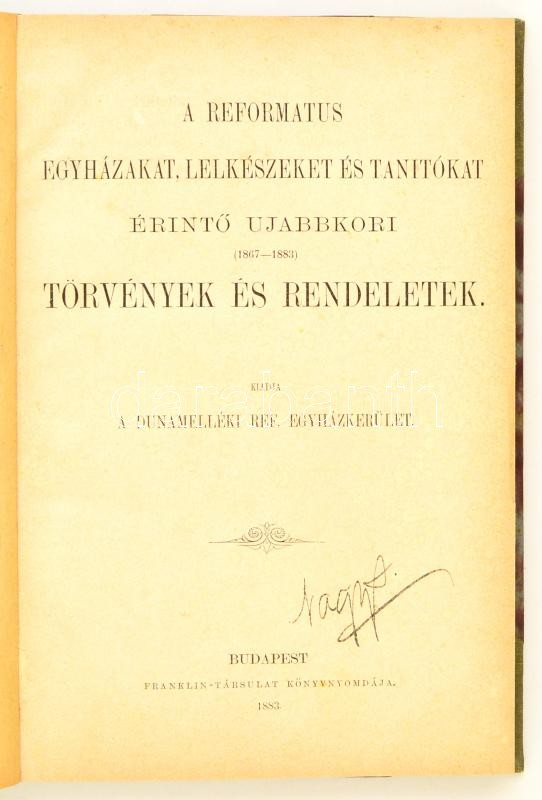 A REFORMATUS
EGYHÁZAKAT, LELKÉSZEKET ÉS TANITÓKAT
ÉRINTŐ UJABBKORI
(1867—1883)
TÖRVÉNYEK ÉS RENDELETEK.
KIADJA
A DUNAMELLÉKI REF. EGYHÁZKERÜLET.
Nagy
BUDAPEST
FRANKLIN-TÁRSULAT KÖNYVNYOMDÁJA.
1883.